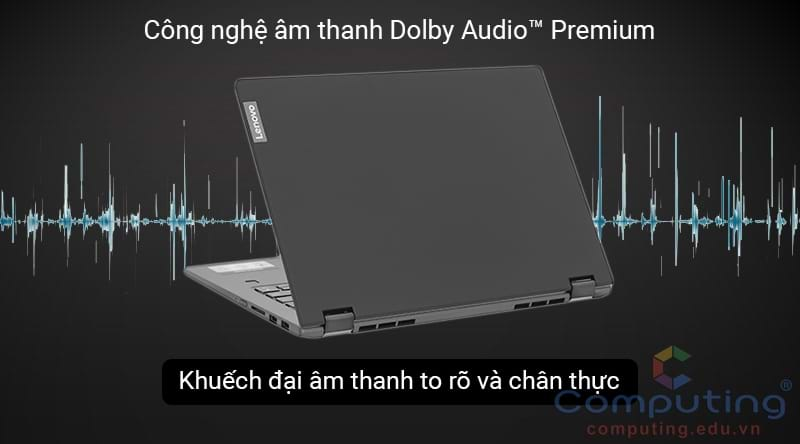 Công nghệ âm thanh Dolby Audio™ Premium
Lenovo
Khuếch đại âm thanh to rõ và chân thực
Computing®
computing.edu.vn